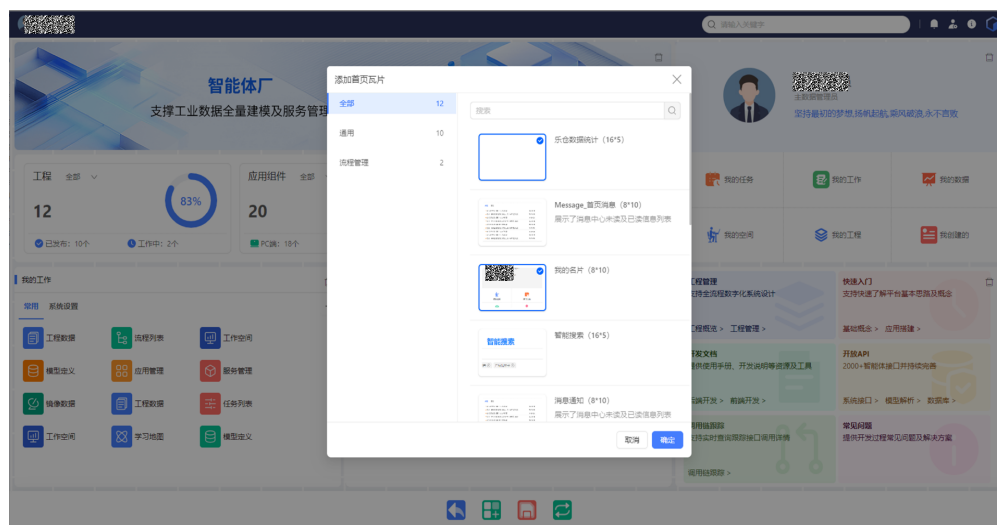 请输入关键字
智能体厂
支撑工业数据全量建模及服务管理
主数据管理员
坚持最初的梦想,扬帆起航,乘风破浪,永不言败
添加首页瓦片
全部 12
通用 10
流程管理 2
搜索
乐仓数据统计（16*5）
Message_首页消息（8*10）
展示了消息中心未读及已读信息列表
我的名片（8*10）
智能搜索
智能搜索（16*5）
消息通知（8*10）
展示了消息中心未读及已读信息列表
取消 确定
工程 全部
12
83%
已发布：10个 工作中：2个
应用组件 全部
20
PC端：18个
我的任务 我的工作 我的数据
我的空间 我的工程 我创建的
我的工作
常用 系统设置
工程数据 流程列表 工作空间
模型定义 应用管理 服务管理
镜像数据 工程数据 任务列表
工作空间 学习地图 模型定义
工程管理
支持全流程数字化系统设计
工程概览 > 工程管理 >
快速入门
支持快速了解平台基本思路及概念
基础概念 > 应用搭建 >
开发文档
提供使用手册、开发说明等资源及工具
后端开发 > 前端开发 >
开放API
2000+智能体接口并持续完善
系统接口 > 模型解析 > 数据库 >
调用链跟踪
支持实时查询跟踪接口调用详情
调用链跟踪 >
常见问题
提供开发过程常见问题及解决方案